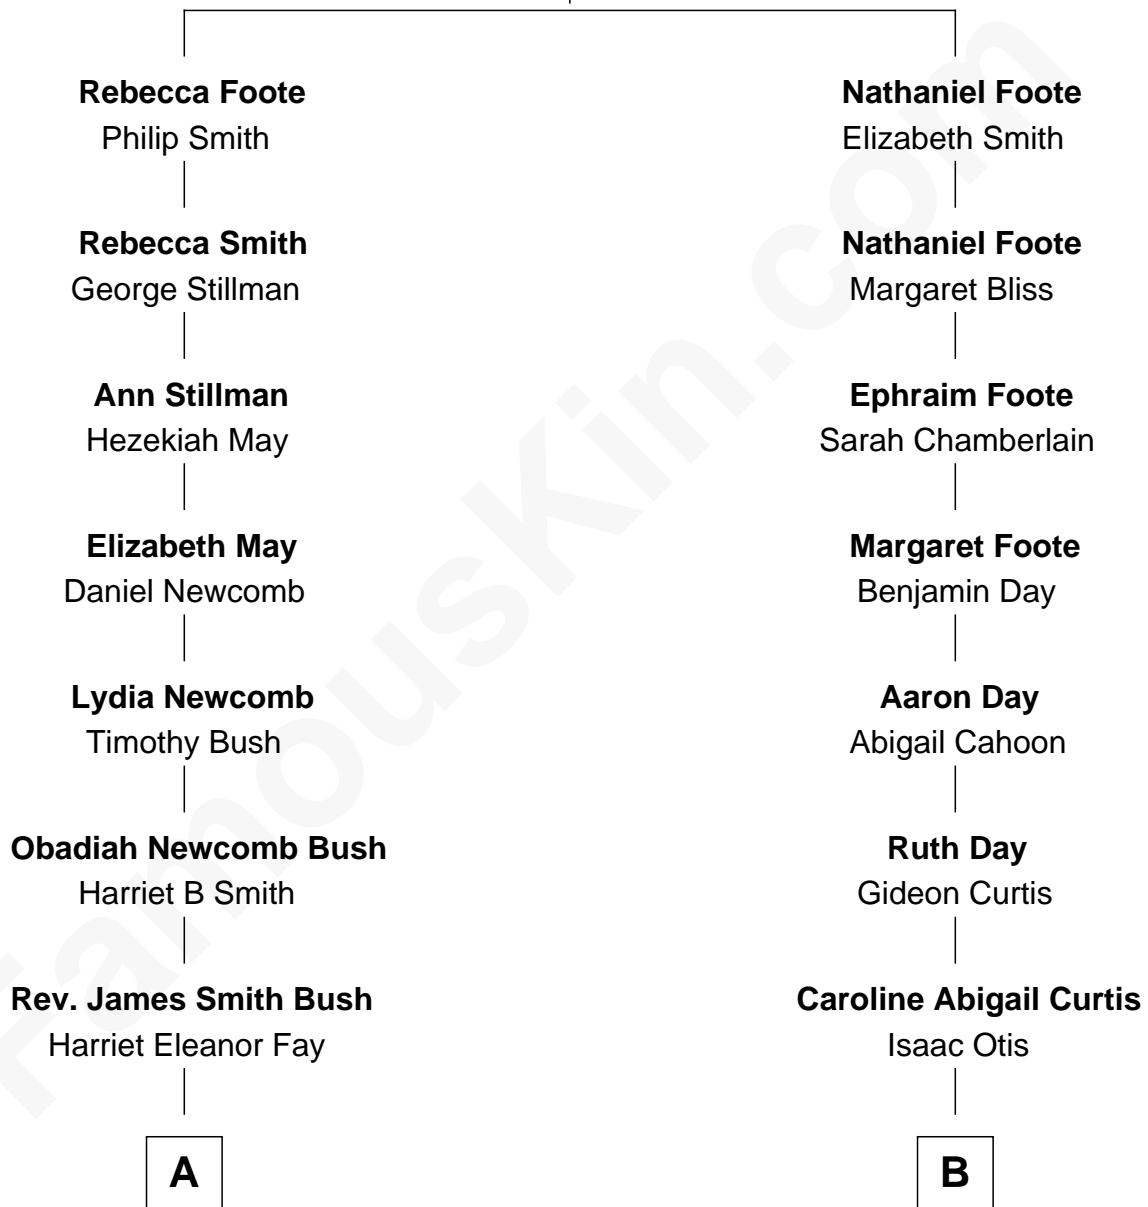 Rebecca Foote
Philip Smith
Nathaniel Foote
Elizabeth Smith
Rebecca Smith
George Stillman
Nathaniel Foote
Margaret Bliss
Ann Stillman
Hezekiah May
Ephraim Foote
Sarah Chamberlain
Elizabeth May
Daniel Newcomb
Margaret Foote
Benjamin Day
Lydia Newcomb
Timothy Bush
Aaron Day
Abigail Cahoon
Obadiah Newcomb Bush
Harriet B Smith
Ruth Day
Gideon Curtis
Rev. James Smith Bush
Harriet Eleanor Fay
Caroline Abigail Curtis
Isaac Otis
A
B
FamousKin.com